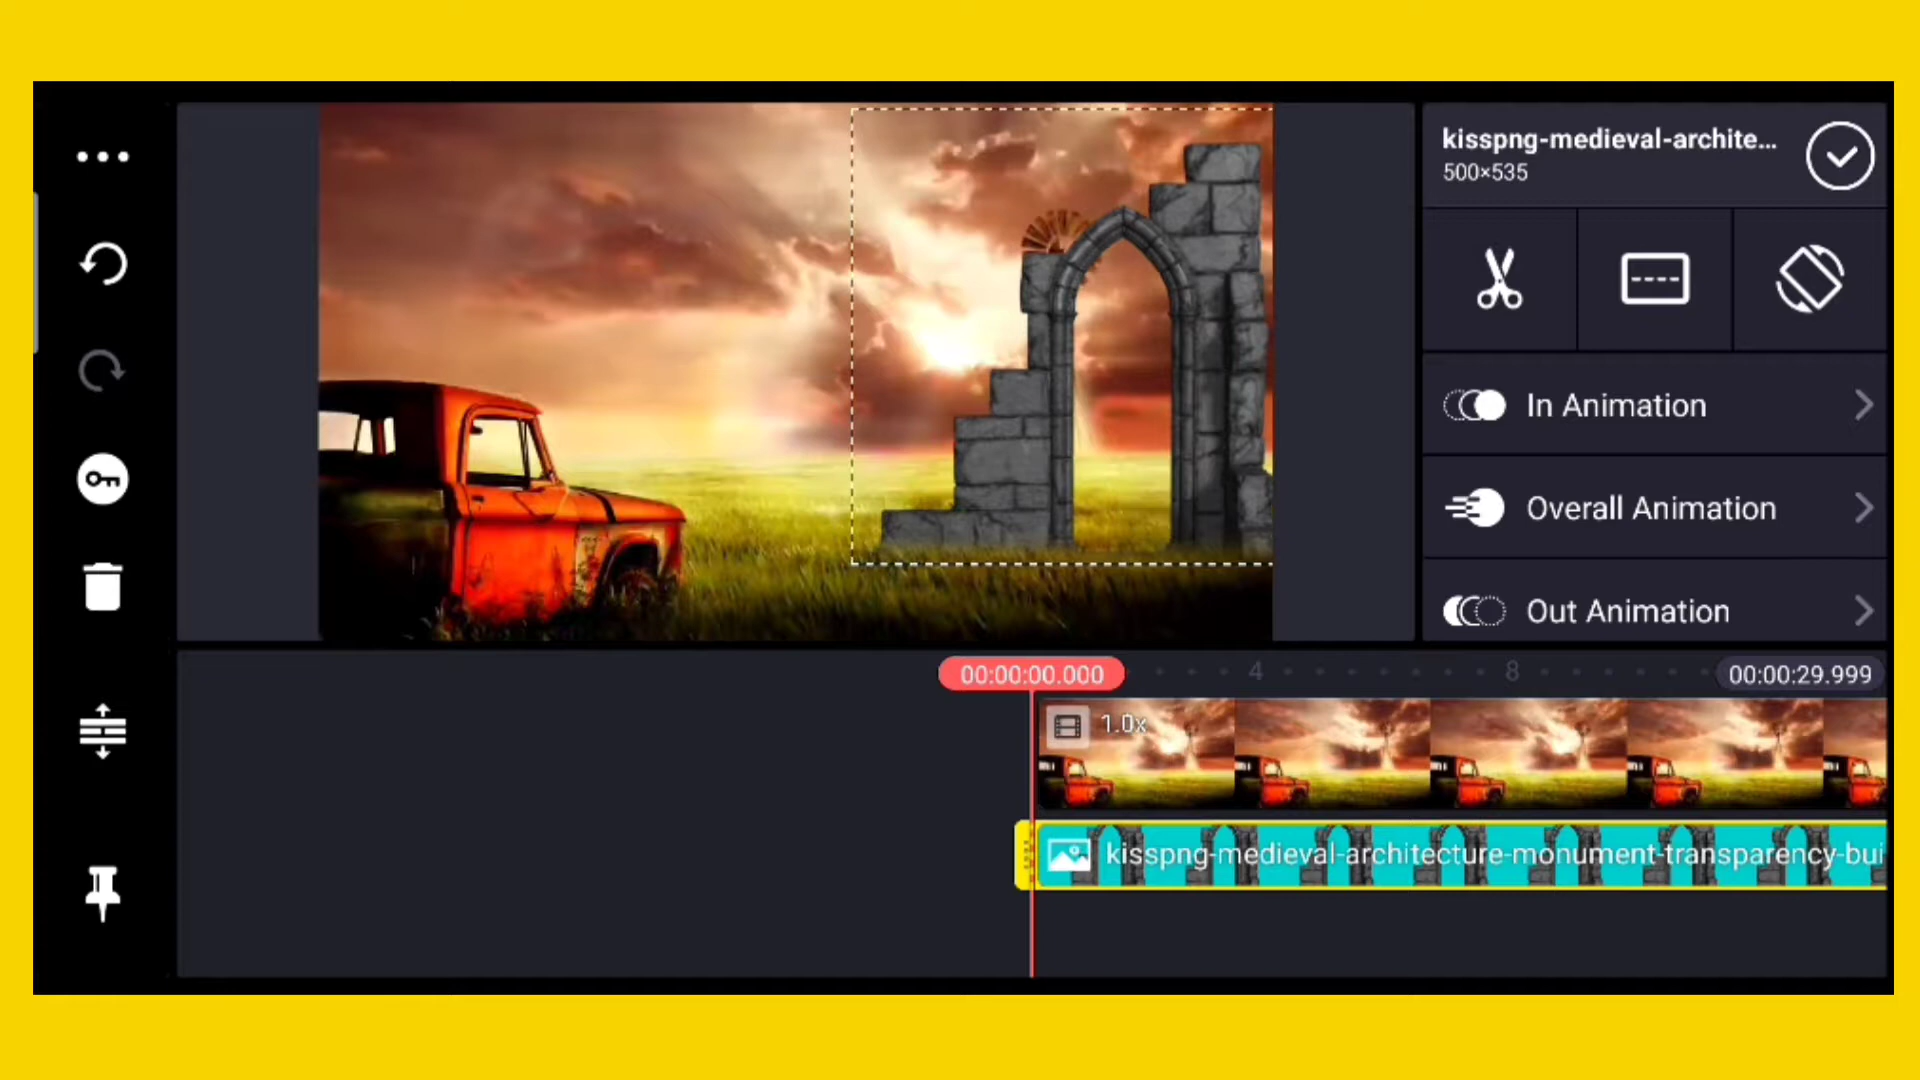 kisspng-medieval-archite...
500×535
In Animation
Overall Animation
Out Animation
00:00:00.000
4
8
00:00:29.999
1.0x
kisspng-medieval-architecture-monument-transparency-bui